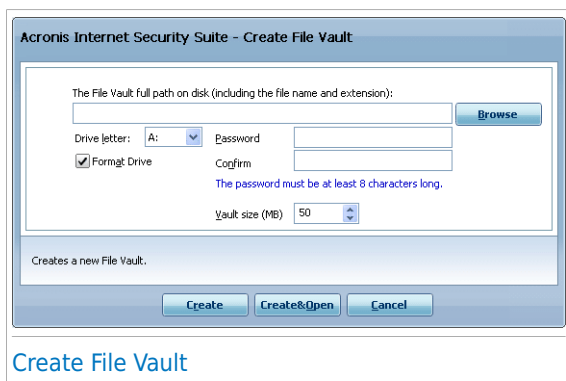 Acronis Internet Security Suite - Create File Vault
The File Vault full path on disk (including the file name and extension):
Browse
Drive letter: A: Password
Format Drive Confirm
The password must be at least 8 characters long.
Vault size (MB) 50
Creates a new File Vault.
Create Create&Open Cancel
Create File Vault